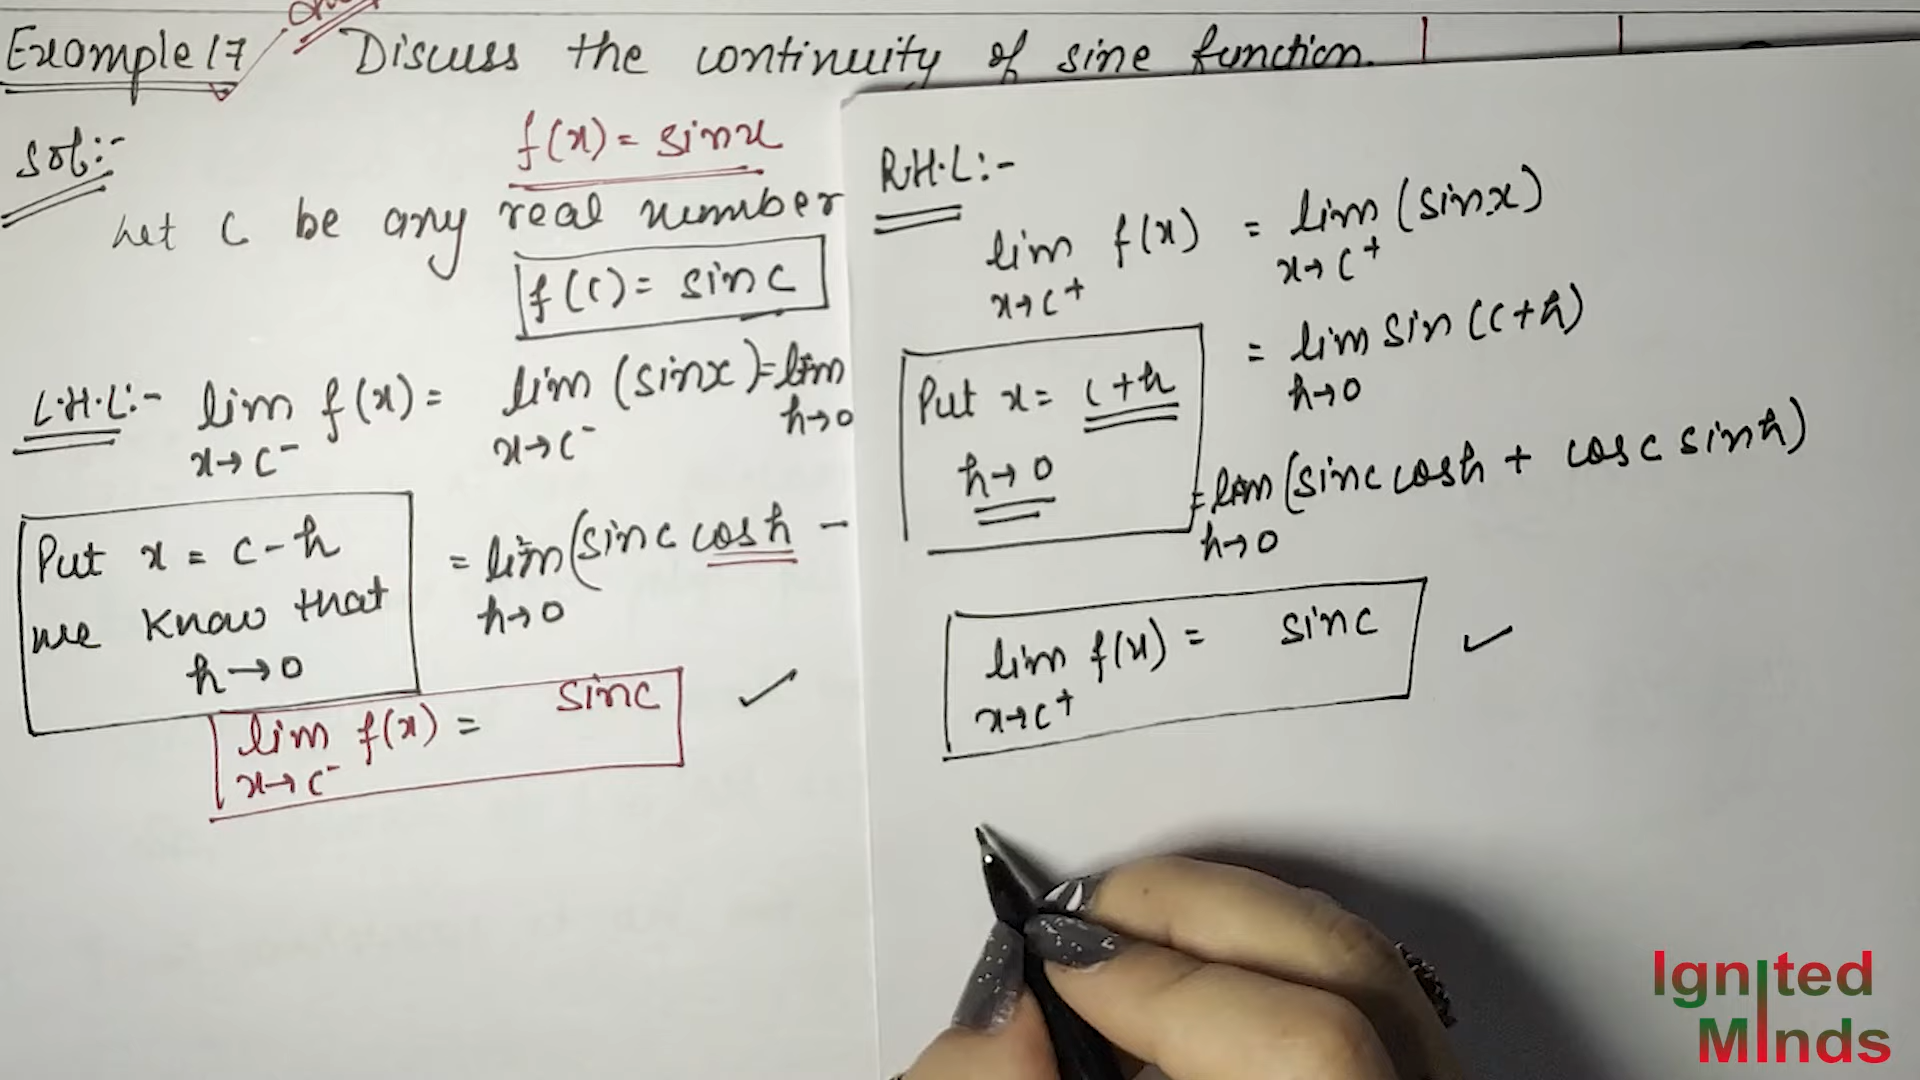 Example 17 Discuss the continuity of sine function.
Sol:-
f(x) = sinx
Let c be any real number
f(c) = sinc
L.H.L:- lim f(x) = lim (sinx) = lim
x→c⁻ x→c⁻ h→0
Put x = c-h
we know that
h→0
= lim (sinc cosh -
h→0
lim f(x) = sinc ✓
x→c⁻
R.H.L:-
lim f(x) = lim (sinx)
x→c⁺ x→c⁺
Put x = c+h
h→0
= lim sin (c+h)
h→0
= lim (sinc cosh + cosc sinh)
h→0
lim f(x) = sinc ✓
x→c⁺
Ignited
Minds